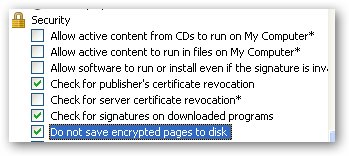 Security
Allow active content from CDs to run on My Computer*
Allow active content to run in files on My Computer*
Allow software to run or install even if the signature is
Check for publisher's certificate revocation
Check for server certificate revocation*
Check for signatures on downloaded programs
Do not save encrypted pages to disk